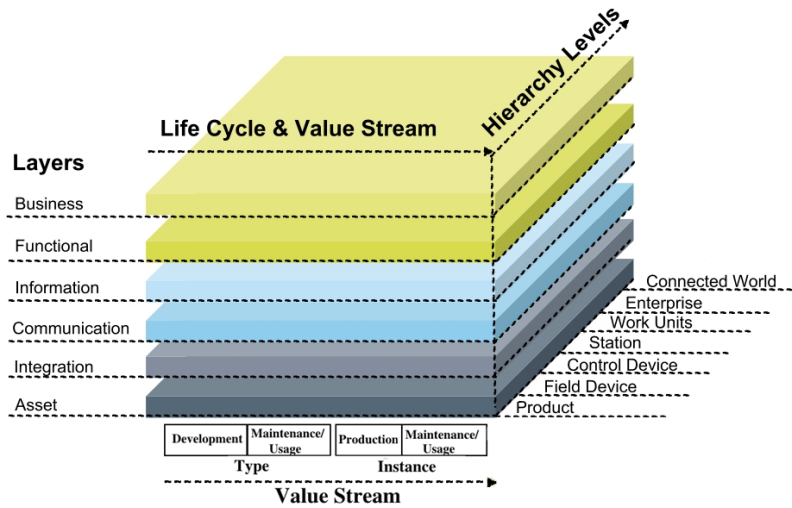 Hierarchy Levels
Life Cycle & Value Stream
Layers
Business
Functional
Information
Communication
Integration
Asset
Connected World
Enterprise
Work Units
Station
Control Device
Field Device
Product
Development
Maintenance/
Usage
Production
Maintenance/
Usage
Type
Instance
Value Stream